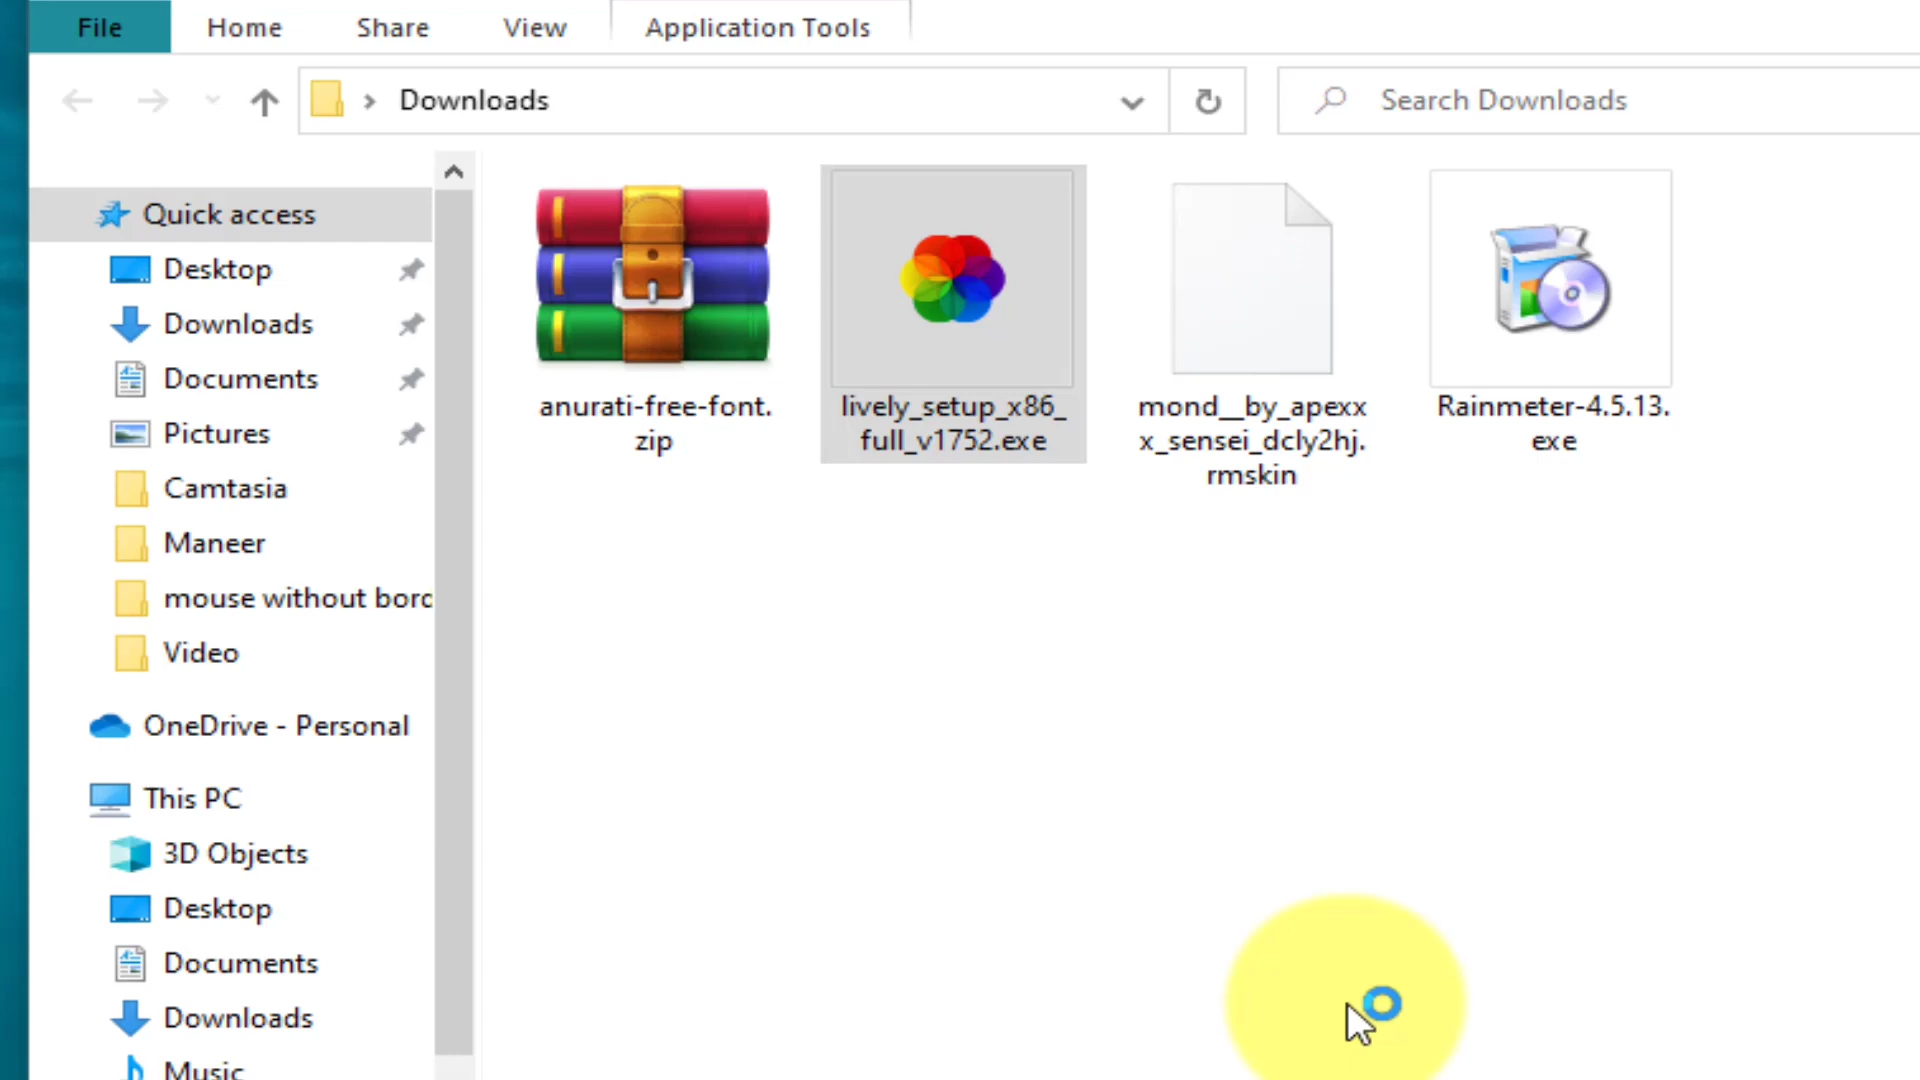 File Home Share View Application Tools
Downloads
Search Downloads
Quick access
Desktop
Downloads
Documents
Pictures
Camtasia
Maneer
mouse without bord
Video
OneDrive - Personal
This PC
3D Objects
Desktop
Documents
Downloads
Music
anurati-free-font.
zip
lively_setup_x86_
full_v1752.exe
mond__by_apexx
x_sensei_dcly2hj.
rmskin
Rainmeter-4.5.13.
exe